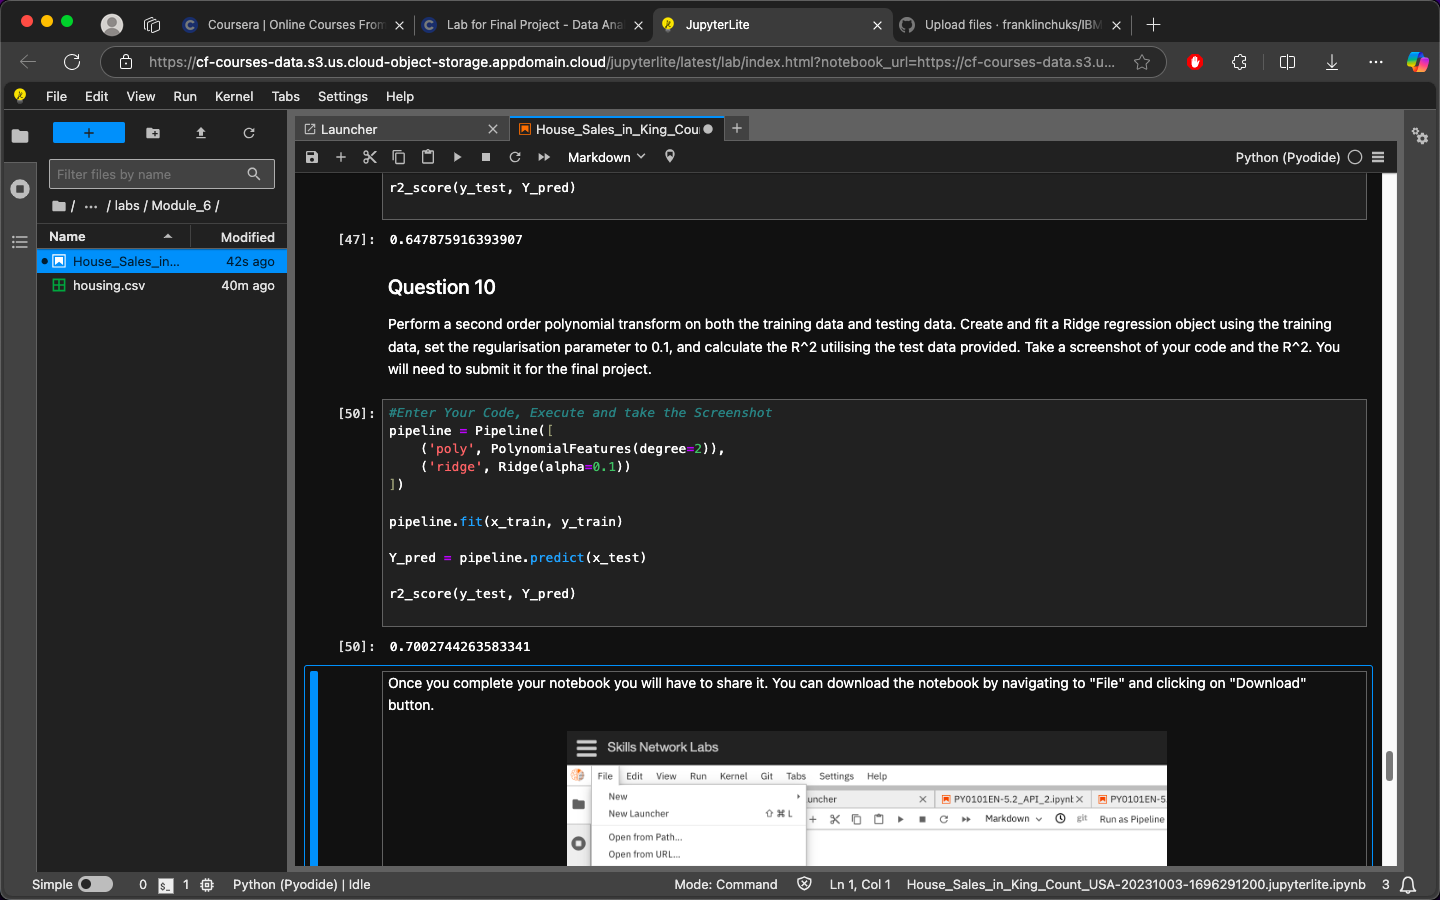 Coursera | Online Courses From
Lab for Final Project - Data Ana
JupyterLite
Upload files · franklinchuks/IBM
https://cf-courses-data.s3.us.cloud-object-storage.appdomain.cloud/jupyterlite/latest/lab/index.html?notebook_url=https://cf-courses-data.s3.u...
File Edit View Run Kernel Tabs Settings Help
Launcher
House_Sales_in_King_Cou
Markdown
Python (Pyodide)
Filter files by name
/ ··· / labs / Module_6 /
Name Modified
House_Sales_in... 42s ago
housing.csv 40m ago
r2_score(y_test, Y_pred)
[47]: 0.647875916393907
Question 10
Perform a second order polynomial transform on both the training data and testing data. Create and fit a Ridge regression object using the training
data, set the regularisation parameter to 0.1, and calculate the R^2 utilising the test data provided. Take a screenshot of your code and the R^2. You
will need to submit it for the final project.
[50]: #Enter Your Code, Execute and take the Screenshot
pipeline = Pipeline([
('poly', PolynomialFeatures(degree=2)),
('ridge', Ridge(alpha=0.1))
])
pipeline.fit(x_train, y_train)
Y_pred = pipeline.predict(x_test)
r2_score(y_test, Y_pred)
[50]: 0.7002744263583341
Once you complete your notebook you will have to share it. You can download the notebook by navigating to "File" and clicking on "Download"
button.
Skills Network Labs
File Edit View Run Kernel Git Tabs Settings Help
New
New Launcher ⇧ ⌘ L
Open from Path...
Open from URL...
uncher
PY0101EN-5.2_API_2.ipynb
PY0101EN-5
Markdown
git
Run as Pipeline
Simple
0
1
Python (Pyodide) | Idle
Mode: Command
Ln 1, Col 1
House_Sales_in_King_Count_USA-20231003-1696291200.jupyterlite.ipynb
3